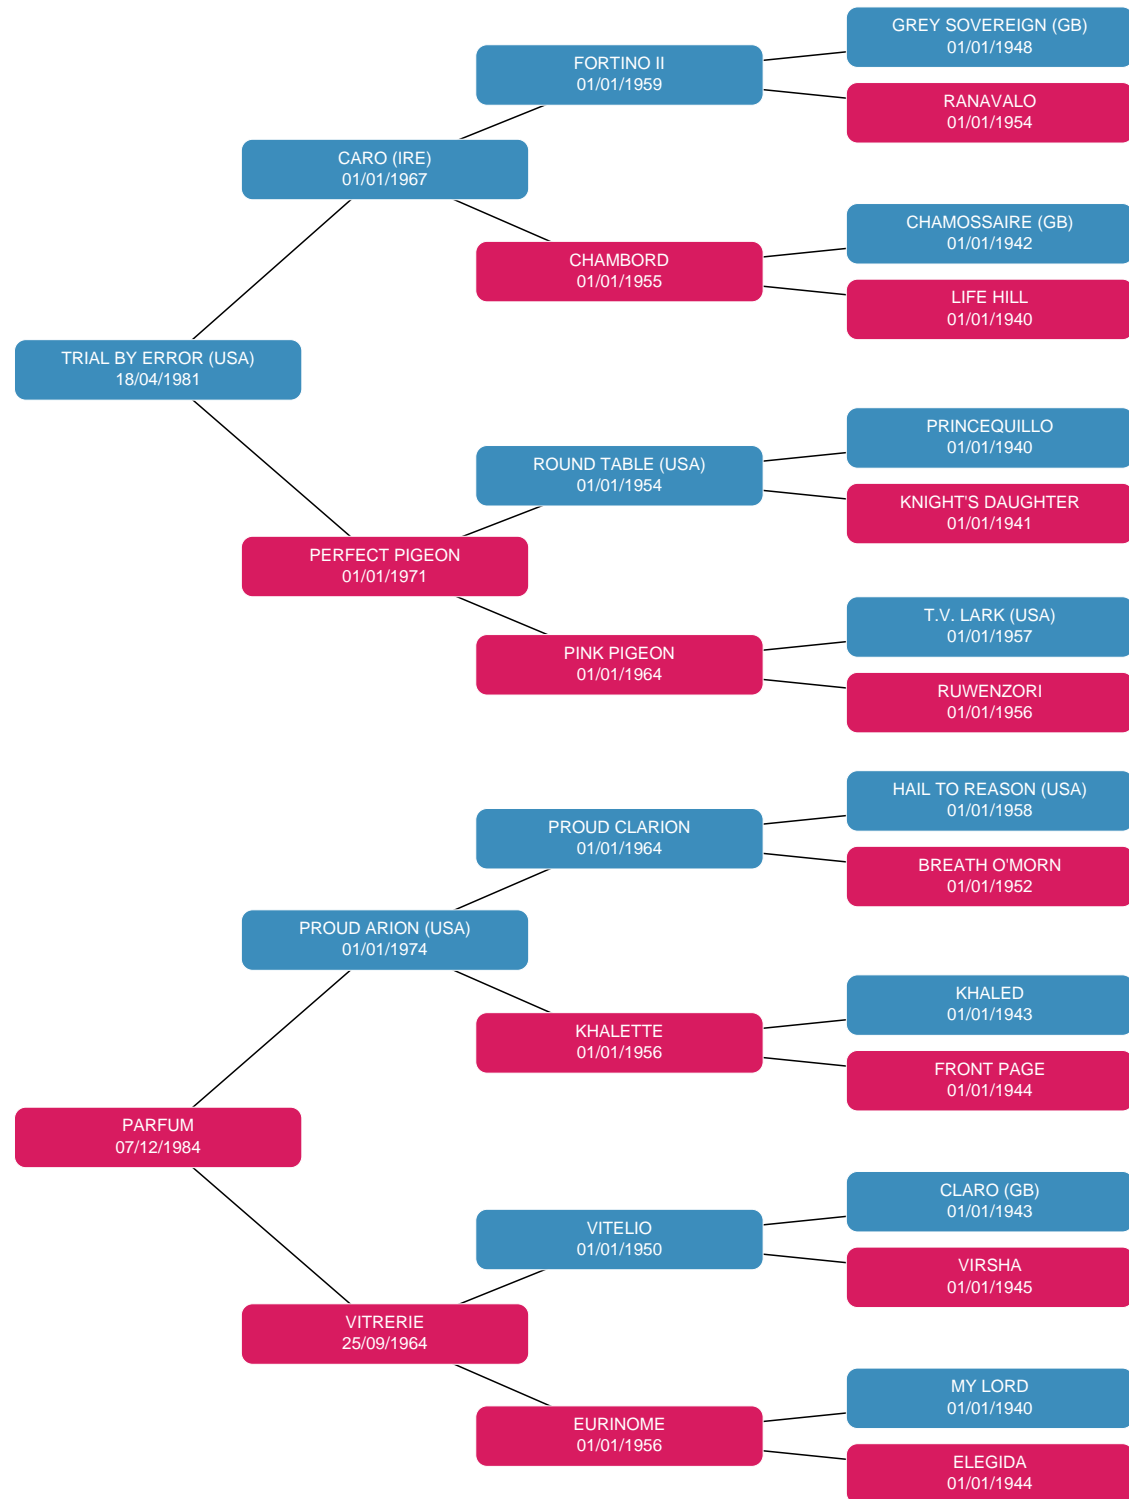 GREY SOVEREIGN (GB)
01/01/1948
FORTINO II
01/01/1959
RANAVALO
01/01/1954
CARO (IRE)
01/01/1967
CHAMOSSAIRE (GB)
01/01/1942
CHAMBORD
01/01/1955
LIFE HILL
01/01/1940
TRIAL BY ERROR (USA)
18/04/1981
PRINCEQUILLO
01/01/1940
ROUND TABLE (USA)
01/01/1954
KNIGHT'S DAUGHTER
01/01/1941
PERFECT PIGEON
01/01/1971
T.V. LARK (USA)
01/01/1957
PINK PIGEON
01/01/1964
RUWENZORI
01/01/1956
HAIL TO REASON (USA)
01/01/1958
PROUD CLARION
01/01/1964
BREATH O'MORN
01/01/1952
PROUD ARION (USA)
01/01/1974
KHALED
01/01/1943
KHALETTE
01/01/1956
FRONT PAGE
01/01/1944
PARFUM
07/12/1984
CLARO (GB)
01/01/1943
VITELIO
01/01/1950
VIRSHA
01/01/1945
VITRERIE
25/09/1964
MY LORD
01/01/1940
EURINOME
01/01/1956
ELEGIDA
01/01/1944